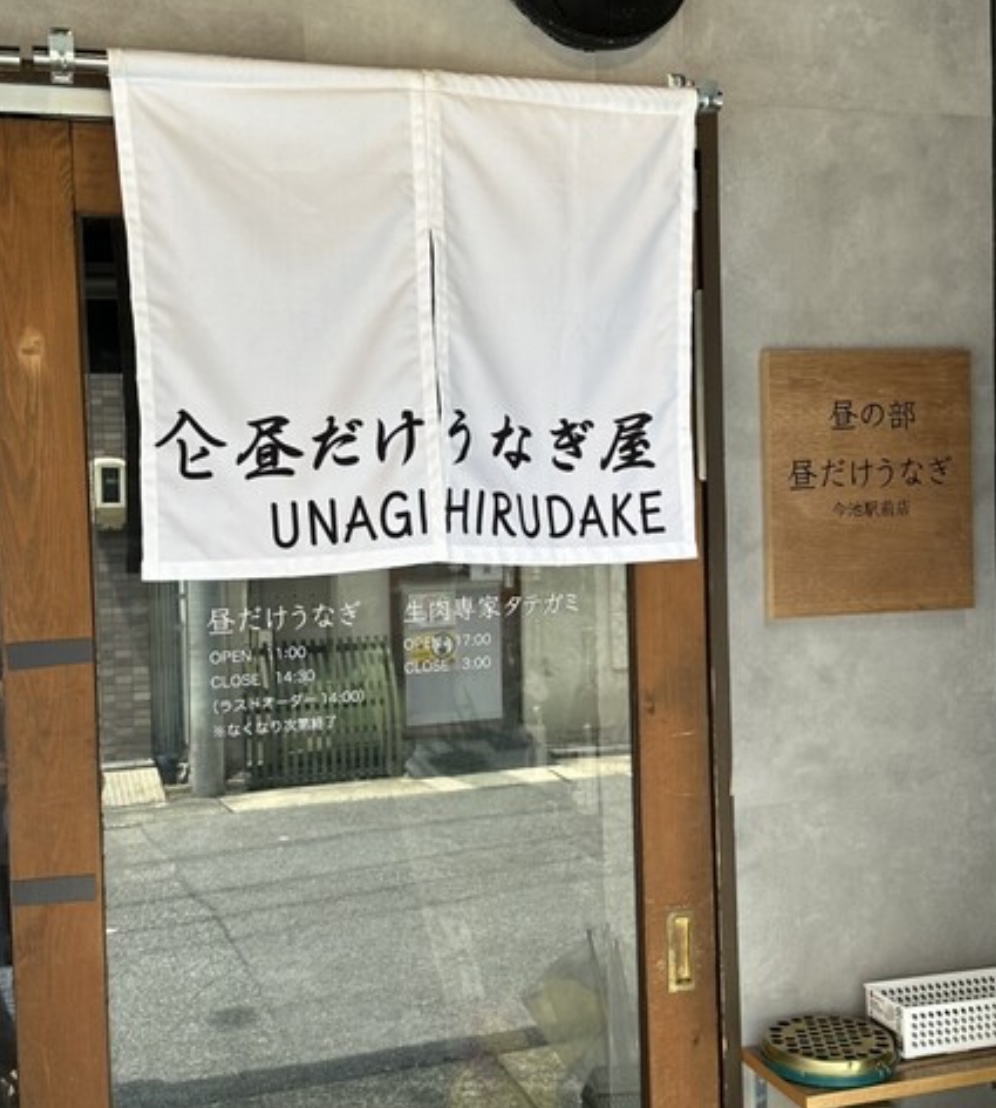 昼だけうなぎ屋
UNAGI HIRUDAKE
昼の部
昼だけうなぎ
今池駅前店
昼だけうなぎ
OPEN 11:00
CLOSE 14:30
(ラストオーダー 14:00)
※なくなり次第終了
生肉専家タテガミ
OPEN 17:00
CLOSE 3:00